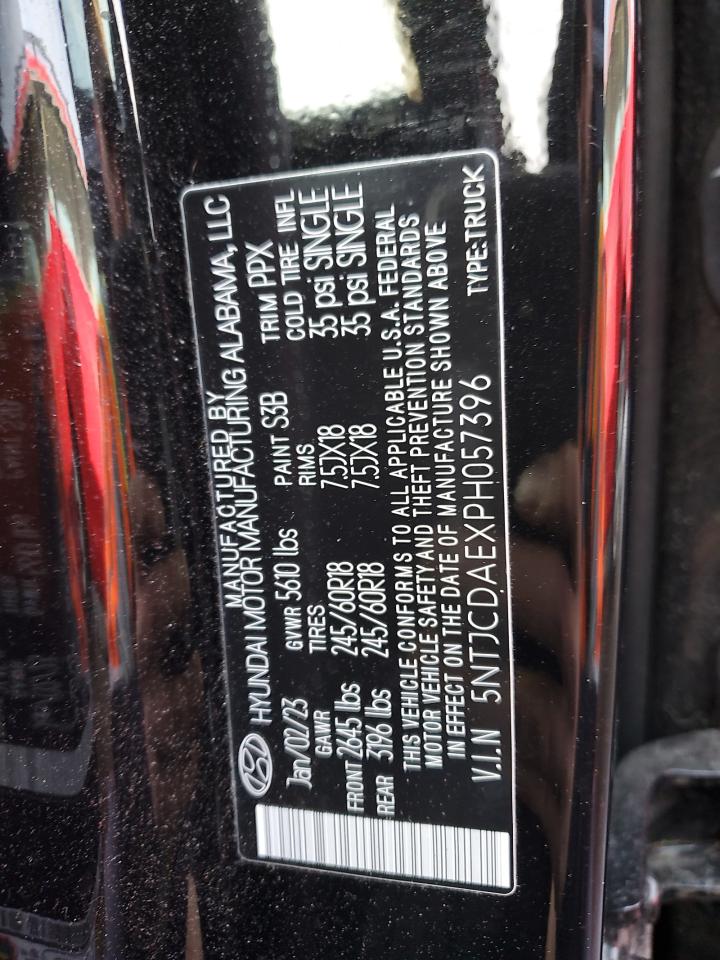 MANUFACTURED BY
HYUNDAI MOTOR MANUFACTURING ALABAMA, LLC
Jan/02/23 GVWR 5610 lbs PAINT S3B TRIM PPX
GAWR TIRES RIMS COLD TIRE INFL
FRONT 2645 lbs 245/60R18 7.5JX18 35 psi SINGLE
REAR 3196 lbs 245/60R18 7.5JX18 35 psi SINGLE
THIS VEHICLE CONFORMS TO ALL APPLICABLE U.S.A. FEDERAL
MOTOR VEHICLE SAFETY AND THEFT PREVENTION STANDARDS
IN EFFECT ON THE DATE OF MANUFACTURE SHOWN ABOVE
V.I.N 5NTJCDAEXPH057396 TYPE:TRUCK